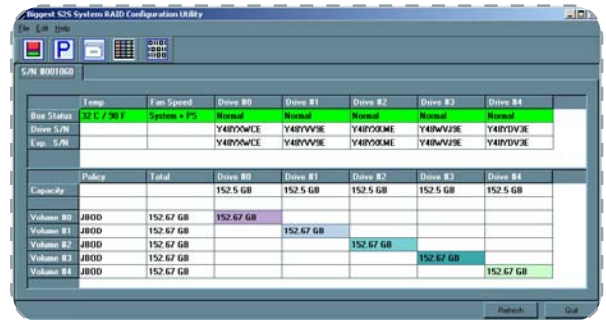 Biggest S2S System RAID Configuration Utility
File Edit Help
P
S/N #001060
Temp Fan Speed Drive #0 Drive #1 Drive #2 Drive #3 Drive #4
Box Status 32 C / 90 F System + PS Normal Normal Normal Normal Normal
Drive S/N Y48YXWCE Y48YVV9E Y48YXKME Y48WVJ9E Y48YDV3E
Exp. S/N Y48YXWCE Y48YVV9E Y48YXKME Y48WVJ9E Y48YDV3E
Policy Total Drive #0 Drive #1 Drive #2 Drive #3 Drive #4
Capacity 152.5 GB 152.5 GB 152.5 GB 152.5 GB 152.5 GB
Volume #0 JBOD 152.67 GB 152.67 GB
Volume #1 JBOD 152.67 GB 152.67 GB
Volume #2 JBOD 152.67 GB 152.67 GB
Volume #3 JBOD 152.67 GB 152.67 GB
Volume #4 JBOD 152.67 GB 152.67 GB
Refresh Quit